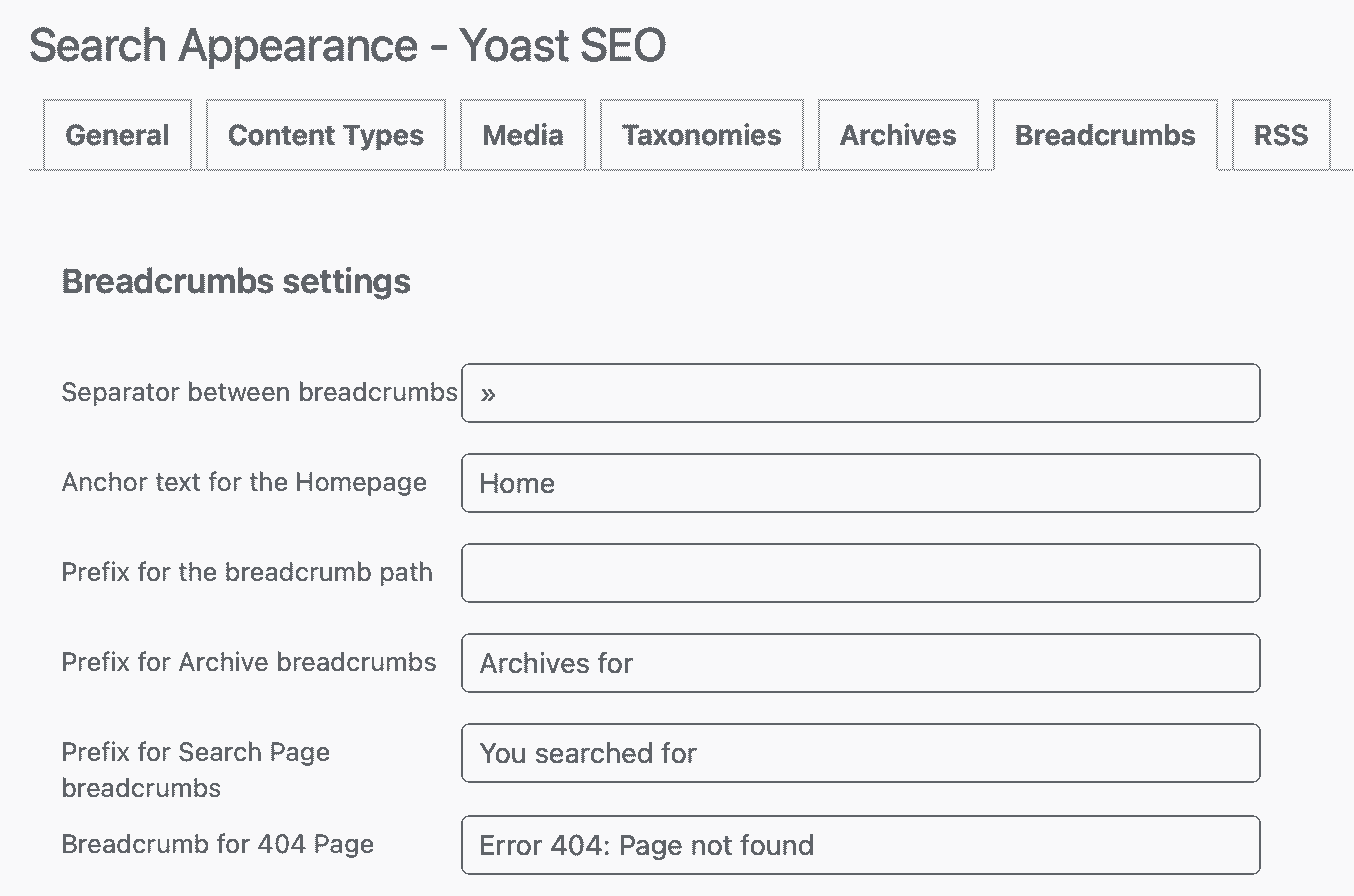 Search Appearance - Yoast SEO
General Content Types Media Taxonomies Archives Breadcrumbs RSS
Breadcrumbs settings
Separator between breadcrumbs »
Anchor text for the Homepage Home
Prefix for the breadcrumb path
Prefix for Archive breadcrumbs Archives for
Prefix for Search Page You searched for
breadcrumbs
Breadcrumb for 404 Page Error 404: Page not found